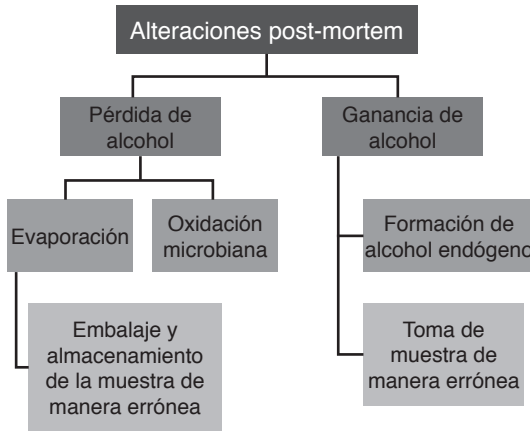 Alteraciones post-mortem
Pérdida de
alcohol
Ganancia de
alcohol
Evaporación
Oxidación
microbiana
Formación de
alcohol endógeno
Embalaje y
almacenamiento
de la muestra de
manera errónea
Toma de
muestra de
manera errónea